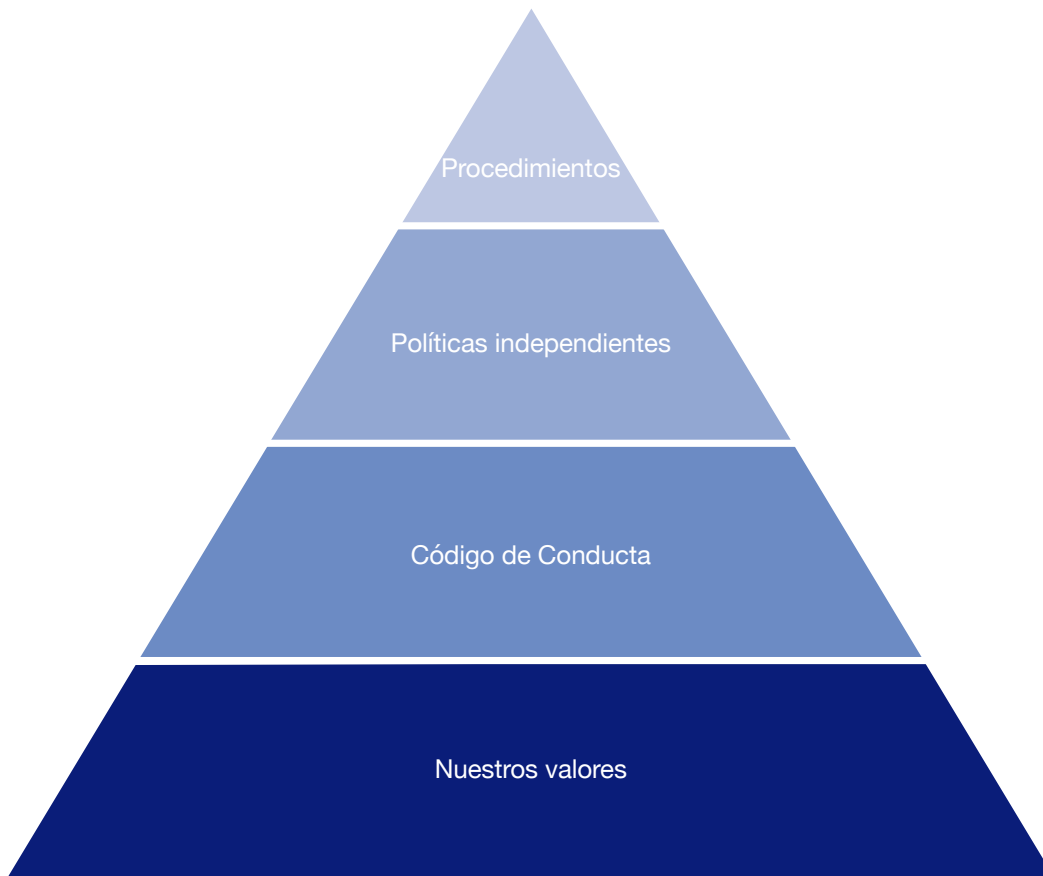 Procedimientos
Políticas independientes
Código de Conducta
Nuestros valores